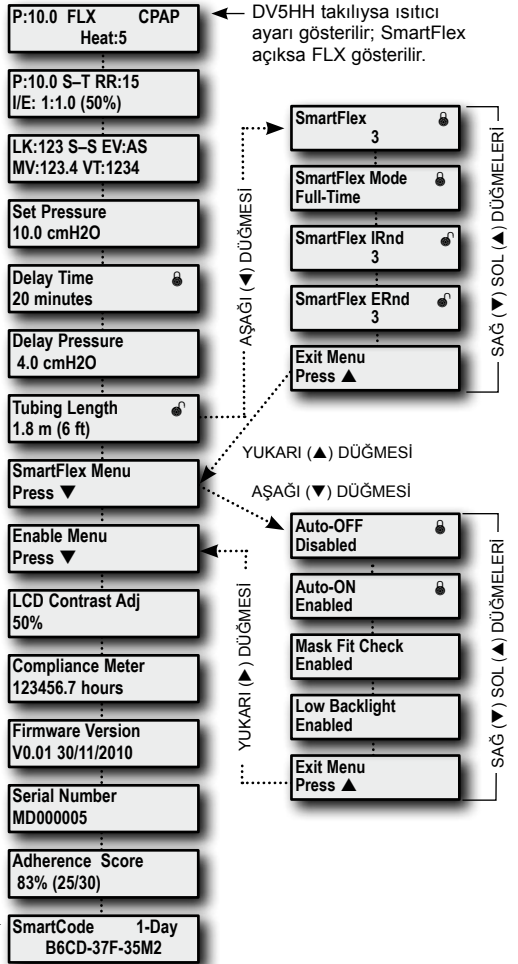 P:10.0 FLX CPAP
Heat:5
DV5HH takılıysa ısıtıcı
ayarı gösterilir; SmartFlex
açıksa FLX gösterilir.
P:10.0 S–T RR:15
I/E: 1:1.0 (50%)
LK:123 S–S EV:AS
MV:123.4 VT:1234
Set Pressure
10.0 cmH2O
Delay Time
20 minutes
Delay Pressure
4.0 cmH2O
Tubing Length
1.8 m (6 ft)
SmartFlex Menu
Press ▼
Enable Menu
Press ▼
LCD Contrast Adj
50%
Compliance Meter
123456.7 hours
Firmware Version
V0.01 30/11/2010
Serial Number
MD000005
Adherence Score
83% (25/30)
SmartCode 1-Day
B6CD-37F-35M2
AŞAĞI (▼) DÜĞMESİ
SmartFlex
3
SmartFlex Mode
Full-Time
SmartFlex IRnd
3
SmartFlex ERnd
3
Exit Menu
Press ▲
SAĞ (▼) SOL (▲) DÜĞMELERİ
YUKARI (▲) DÜĞMESİ
AŞAĞI (▼) DÜĞMESİ
YUKARI (▲) DÜĞMESİ
Auto-OFF
Disabled
Auto-ON
Enabled
Mask Fit Check
Enabled
Low Backlight
Enabled
Exit Menu
Press ▲
SAĞ (▼) SOL (▲) DÜĞMELERİ